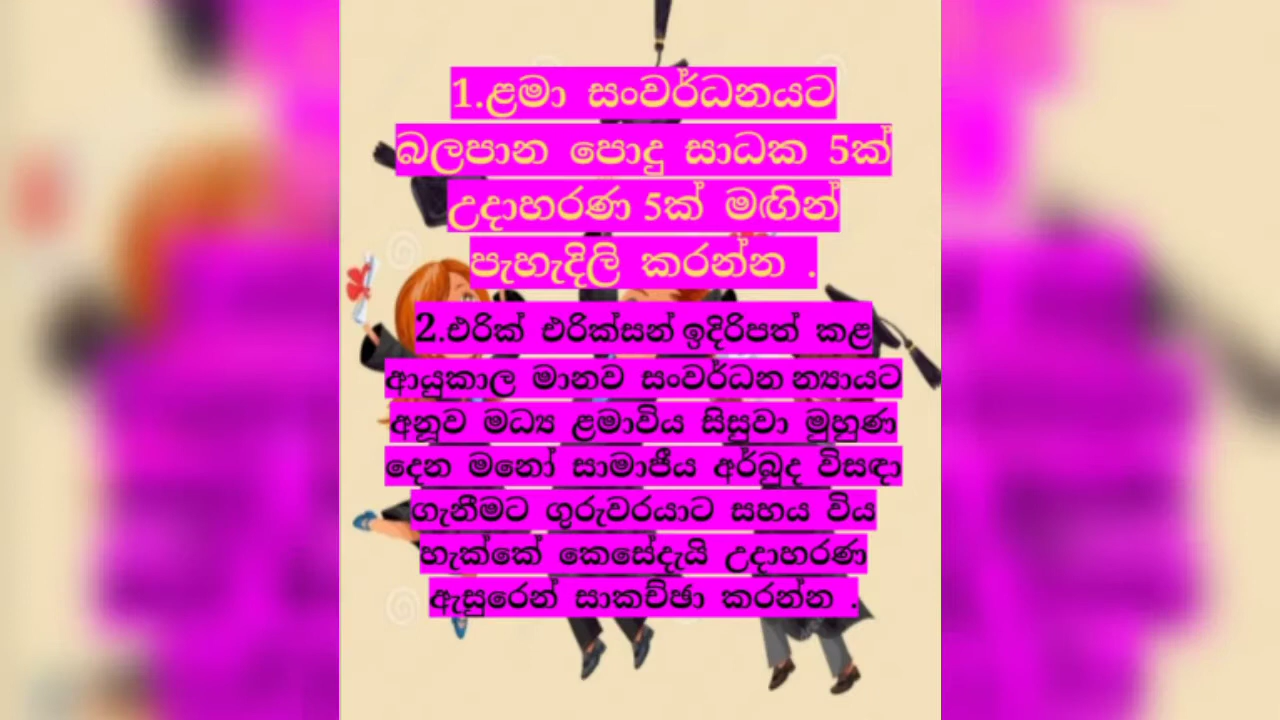 1.ළමා සංවර්ධනයට
බලපාන පොදු සාධක 5ක්
උදාහරණ 5ක් මඟින්
පැහැදිලි කරන්න .
2.එරික් එරික්සන් ඉදිරිපත් කළ
ආයුකාල මානව සංවර්ධන න්‍යායට
අනූව මධ්‍ය ළමාවිය සිසුවා මුහුණ
දෙන මනෝ සාමාජීය අර්බුද විසඳා
ගැනීමට ගුරුවරයාට සහය විය
හැක්කේ කෙසේදැයි උදාහරණ
ඇසුරෙන් සාකච්ඡා කරන්න .